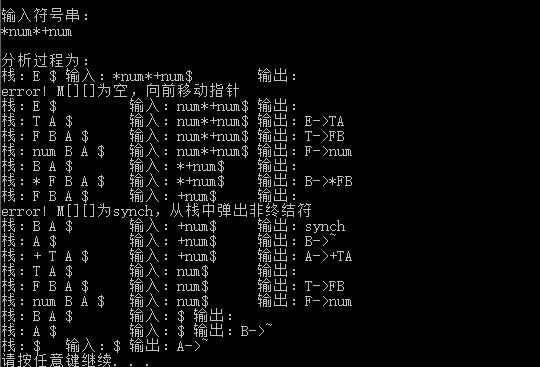 输入符号串:
*num*+num
分析过程为:
栈: E $ 输入: *num*+num$ 输出:
error! M[][]为空, 向前移动指针
栈: E $ 输入: num*+num$ 输出:
栈: T A $ 输入: num*+num$ 输出: E->TA
栈: F B A $ 输入: num*+num$ 输出: T->FB
栈: num B A $ 输入: num*+num$ 输出: F->num
栈: B A $ 输入: *+num$ 输出:
栈: * F B A $ 输入: *+num$ 输出: B->*FB
栈: F B A $ 输入: +num$ 输出:
error! M[][]为synch, 从栈中弹出非终结符
栈: B A $ 输入: +num$ 输出: synch
栈: A $ 输入: +num$ 输出: B->~
栈: + T A $ 输入: +num$ 输出: A->+TA
栈: T A $ 输入: num$ 输出:
栈: F B A $ 输入: num$ 输出: T->FB
栈: num B A $ 输入: num$ 输出: F->num
栈: B A $ 输入: $ 输出:
栈: A $ 输入: $ 输出: B->~
栈: $ 输入: $ 输出: A->~
请按任意键继续. . .